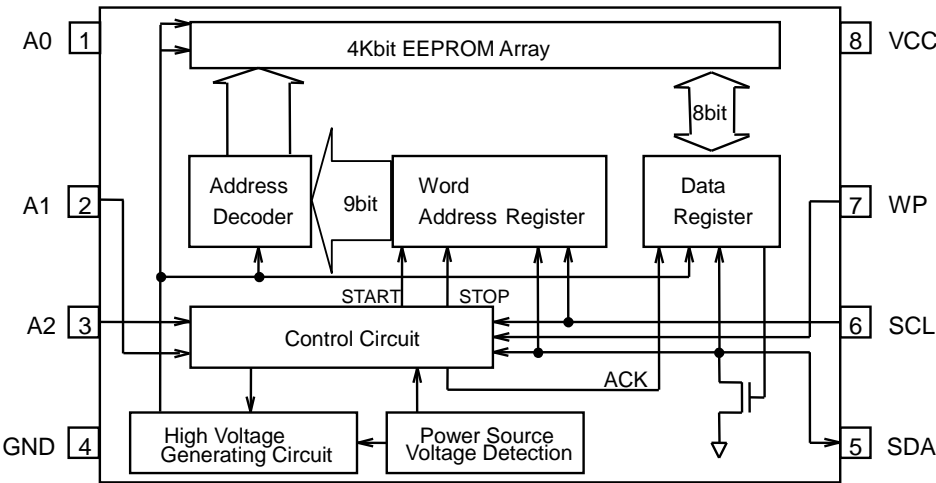 A0 1
4Kbit EEPROM Array
8 VCC
8bit
A1 2
Address
Decoder
9bit
Word
Address Register
Data
Register
7 WP
START
STOP
A2 3
Control Circuit
6 SCL
ACK
GND 4
High Voltage
Generating Circuit
Power Source
Voltage Detection
5 SDA